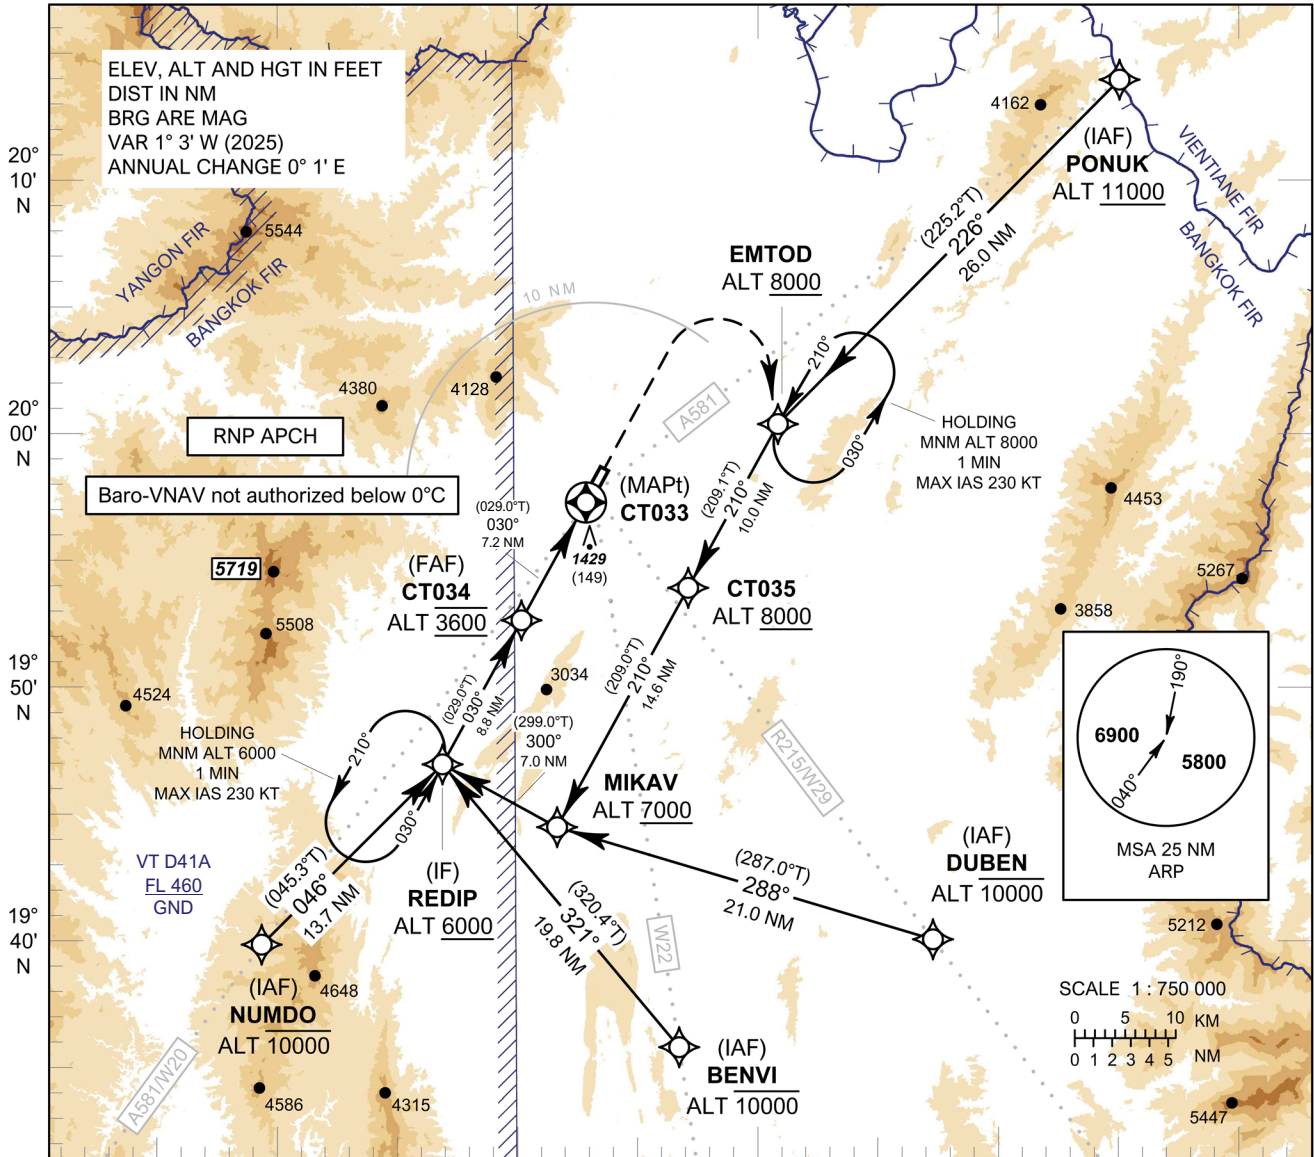 ELEV, ALT AND HGT IN FEET
DIST IN NM
BRG ARE MAG
VAR 1° 3' W (2025)
ANNUAL CHANGE 0° 1' E
20°
10'
N
20°
00'
N
19°
50'
N
19°
40'
N
4162
(IAF)
PONUK
ALT 11000
VIENTIANE FIR
BANGKOK FIR
YANGON FIR
BANGKOK FIR
5544
(225.2°T)
226°
26.0 NM
EMTOD
ALT 8000
10 NM
210°
030°
HOLDING
MNM ALT 8000
1 MIN
MAX IAS 230 KT
4380
4128
A581
RNP APCH
Baro-VNAV not authorized below 0°C
(MAPt)
CT033
1429
(149)
(029.0°T)
030°
7.2 NM
(209.1°T)
210°
10.0 NM
4453
5267
3858
5719
5508
4524
(FAF)
CT034
ALT 3600
CT035
ALT 8000
3034
(209.0°T)
210°
14.6 NM
(029.0°T)
030°
8.8 NM
(299.0°T)
300°
7.0 NM
HOLDING
MNM ALT 6000
1 MIN
MAX IAS 230 KT
210°
030°
MIKAV
ALT 7000
R215/W29
190°
6900
5800
040°
MSA 25 NM
ARP
VT D41A
FL 460
GND
(045.3°T)
046°
13.7 NM
(IF)
REDIP
ALT 6000
(320.4°T)
321°
19.8 NM
(287.0°T)
288°
21.0 NM
(IAF)
DUBEN
ALT 10000
W22
5212
(IAF)
NUMDO
ALT 10000
4648
(IAF)
BENVI
ALT 10000
SCALE 1 : 750 000
0 5 10 KM
0 1 2 3 4 5 NM
A581/W20
4586
4315
5447